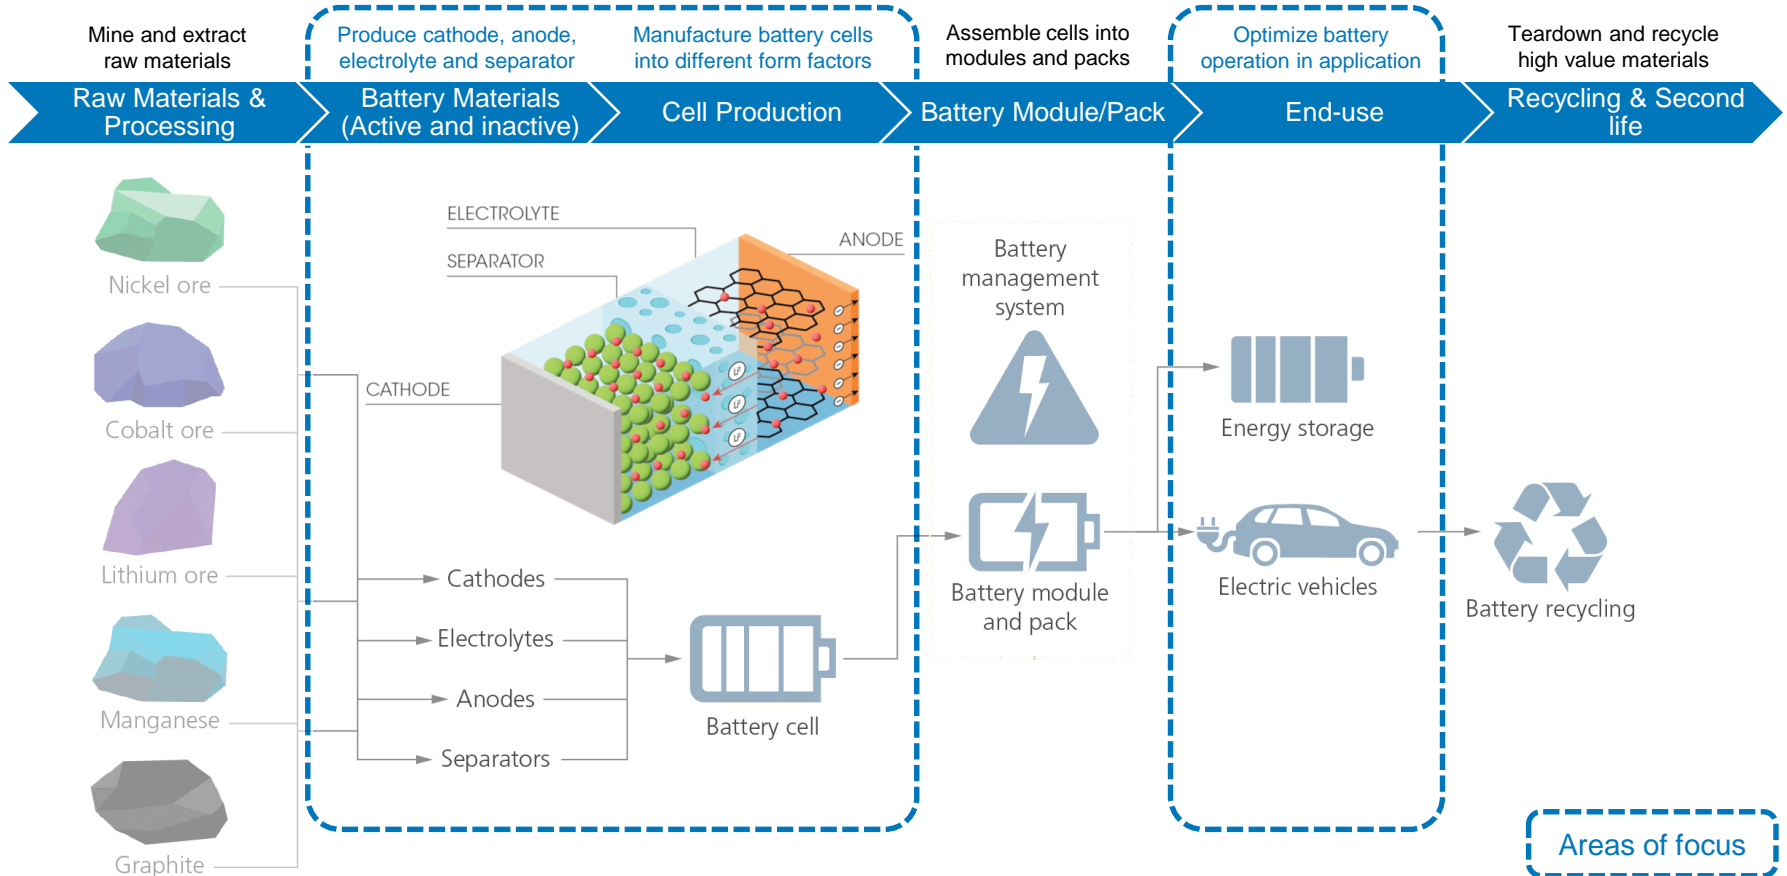 Mine and extract
raw materials
Produce cathode, anode,
electrolyte and separator
Manufacture battery cells
into different form factors
Assemble cells into
modules and packs
Optimize battery
operation in application
Teardown and recycle
high value materials
Raw Materials &
Processing
Battery Materials
(Active and inactive)
Cell Production
Battery Module/Pack
End-use
Recycling & Second
life
Nickel ore
Cobalt ore
Lithium ore
Manganese
Graphite
ELECTROLYTE
SEPARATOR
ANODE
CATHODE
Cathodes
Electrolytes
Anodes
Separators
Battery cell
Battery
management
system
Battery module
and pack
Energy storage
Electric vehicles
Battery recycling
Areas of focus